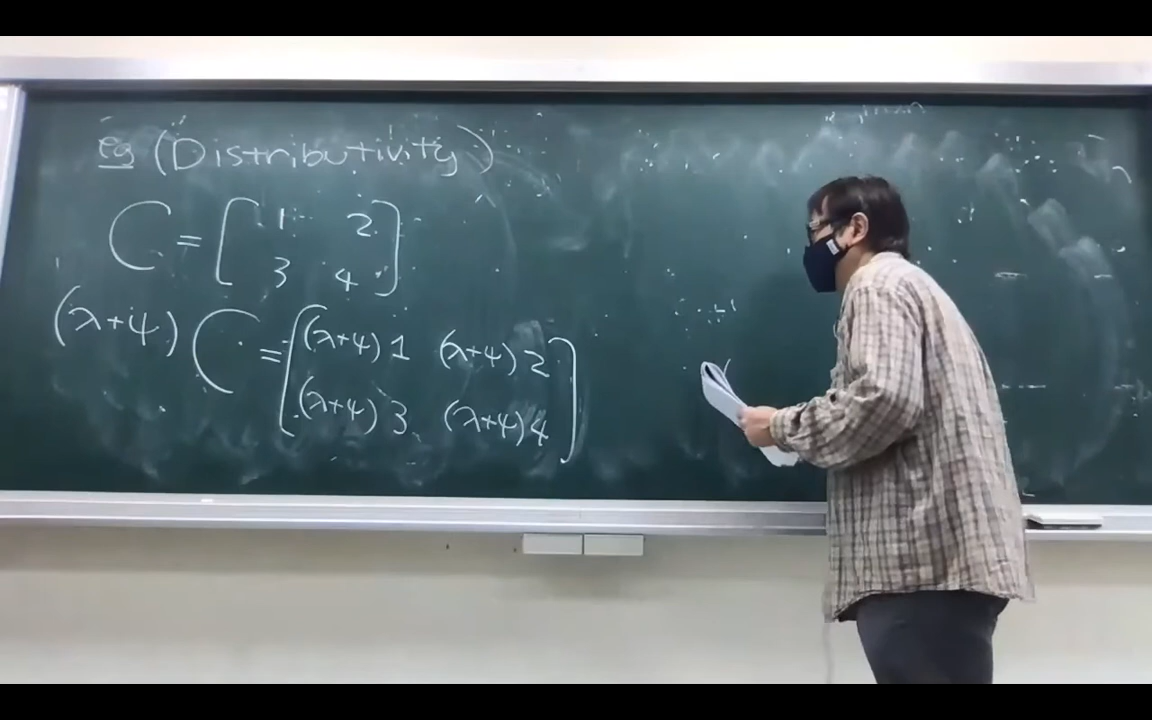 eg (Distributivity)
C = [ 1 2
3 4 ]
(λ+4) C = [ (λ+4) 1 (λ+4) 2
(λ+4) 3 (λ+4) 4 ]